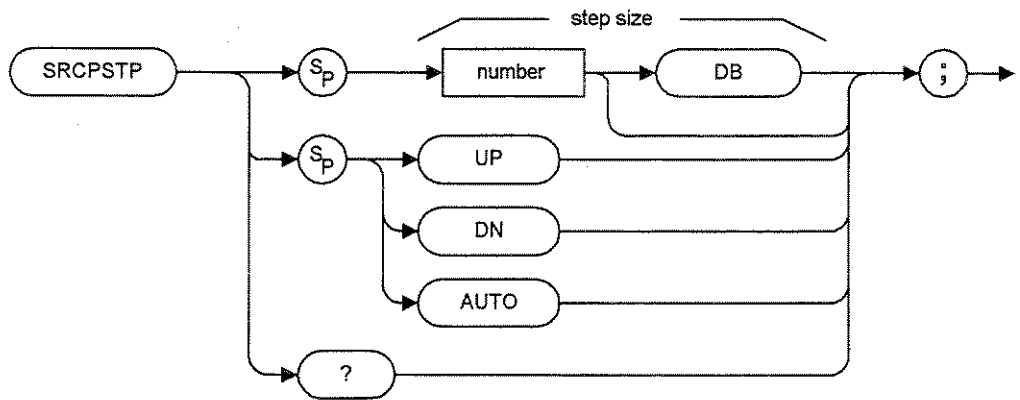 step size
SRCPSTP SP number DB ;
SP UP
DN
AUTO
?